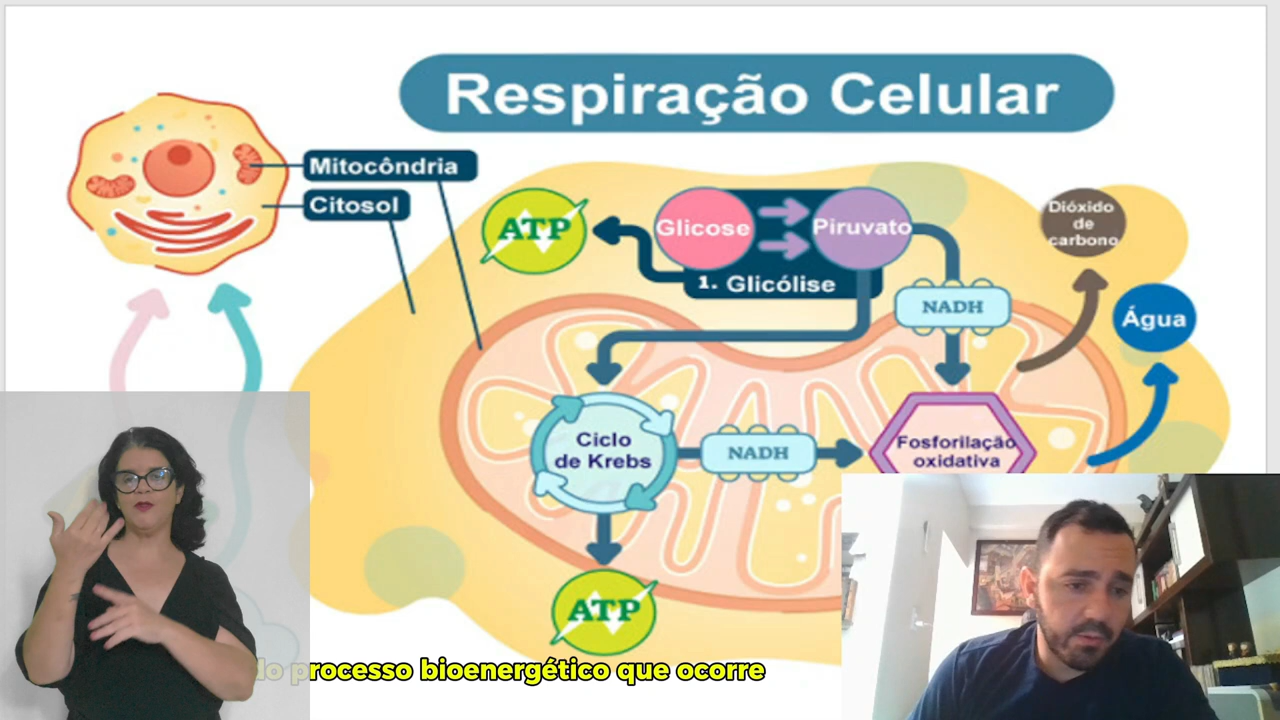 Respiração Celular
Mitocôndria
Citosol
ATP
Glicose
Piruvato
1. Glicólise
Dióxido
de
carbono
NADH
Água
Ciclo
de Krebs
NADH
Fosforilação
oxidativa
ATP
do processo bioenergético que ocorre